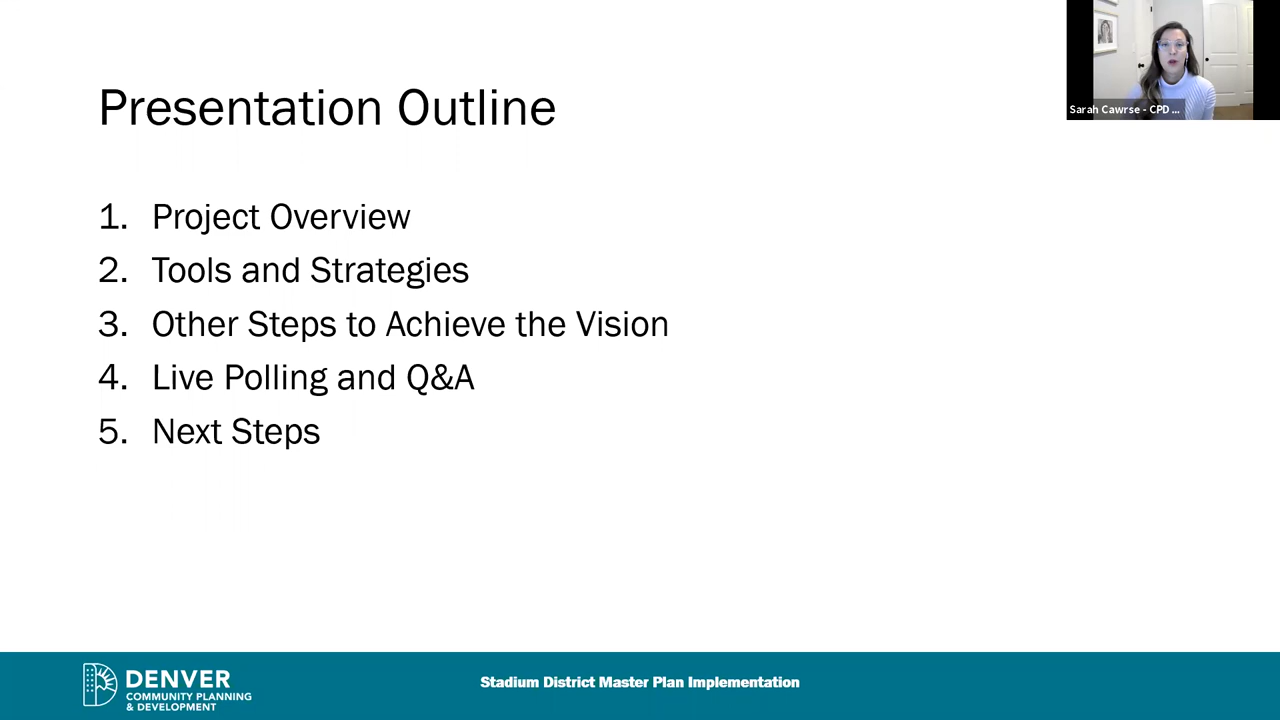 Presentation Outline
1. Project Overview
2. Tools and Strategies
3. Other Steps to Achieve the Vision
4. Live Polling and Q&A
5. Next Steps
Sarah Cawrse - CPD ...
DENVER
COMMUNITY PLANNING
& DEVELOPMENT
Stadium District Master Plan Implementation